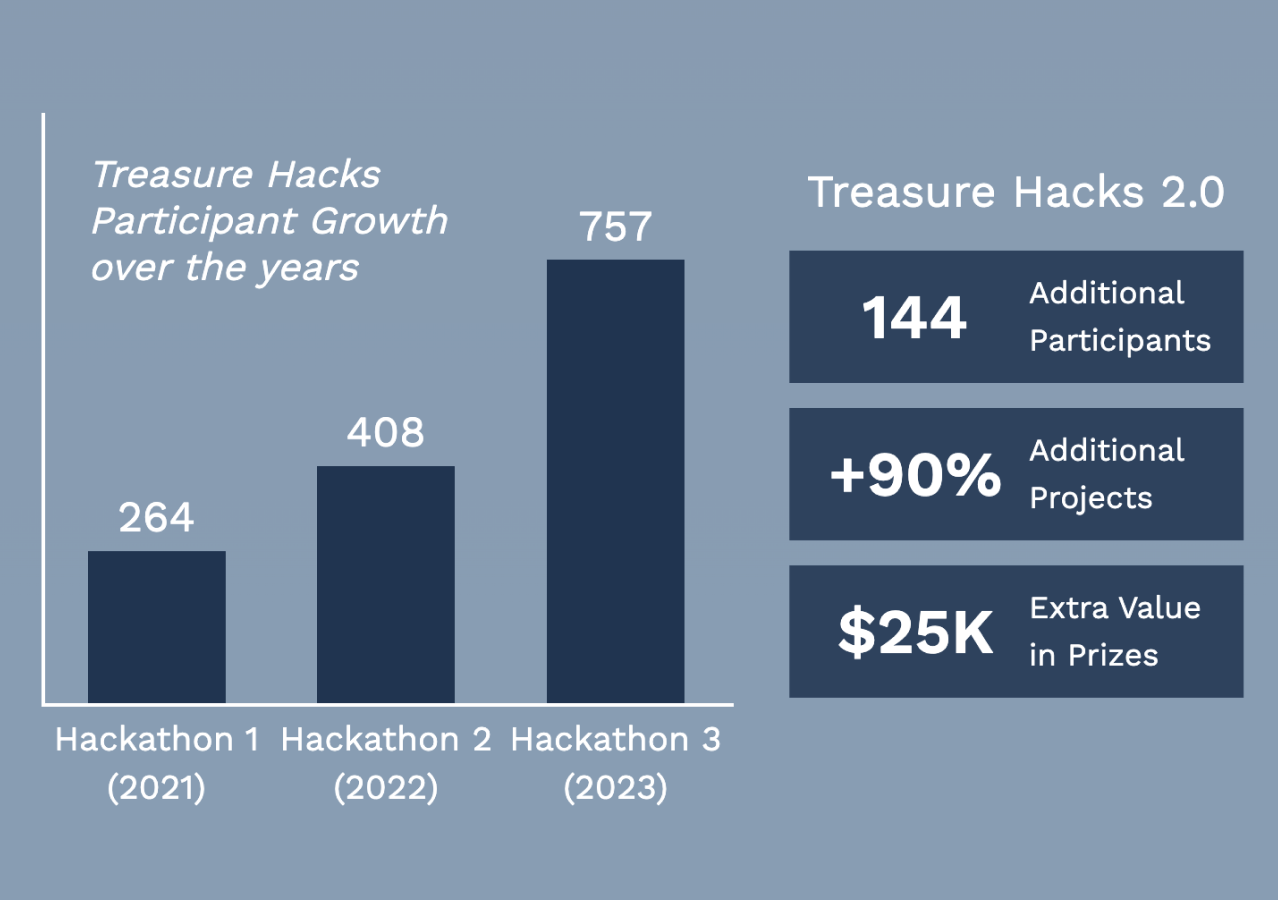 Treasure Hacks
Participant Growth
over the years
264
408
757
Hackathon 1
(2021)
Hackathon 2
(2022)
Hackathon 3
(2023)
Treasure Hacks 2.0
144
Additional
Participants
+90%
Additional
Projects
$25K
Extra Value
in Prizes